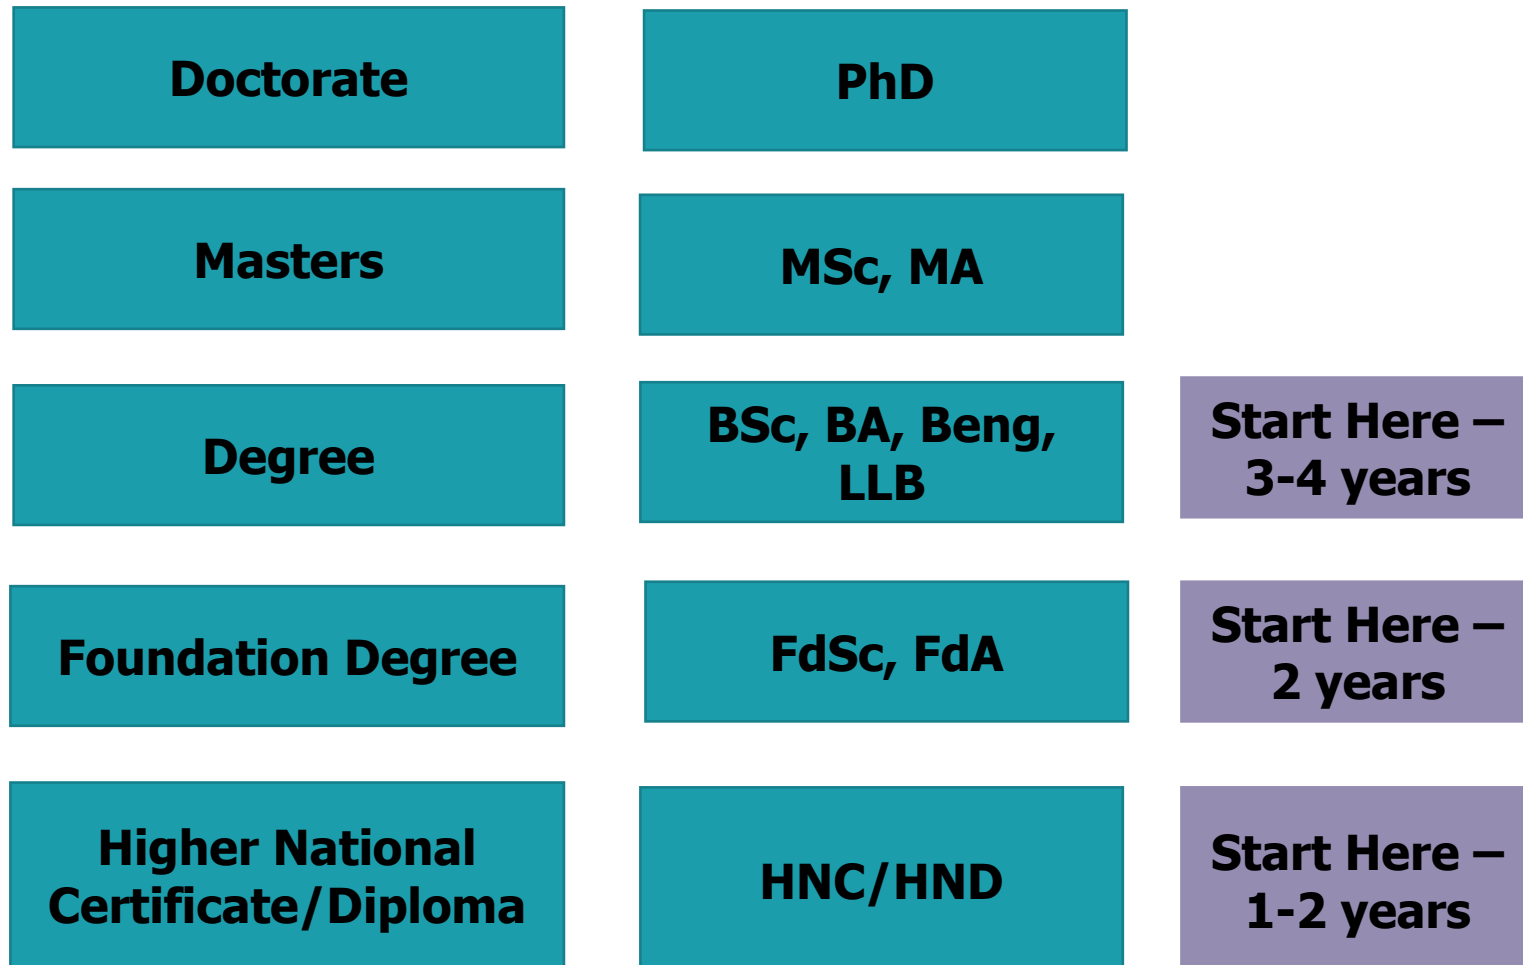 Doctorate
PhD
Masters
MSc, MA
Degree
BSc, BA, Beng,
LLB
Start Here –
3-4 years
Foundation Degree
FdSc, FdA
Start Here –
2 years
Higher National
Certificate/Diploma
HNC/HND
Start Here –
1-2 years